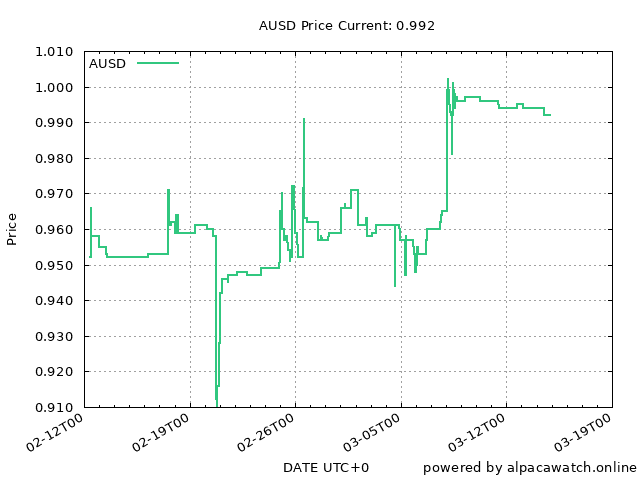 AUSD Price Current: 0.992
AUSD
1.010
1.000
0.990
0.980
0.970
0.960
0.950
0.940
0.930
0.920
0.910
Price
02-12T00
02-19T00
02-26T00
03-05T00
03-12T00
03-19T00
DATE UTC+0
powered by alpacawatch.online